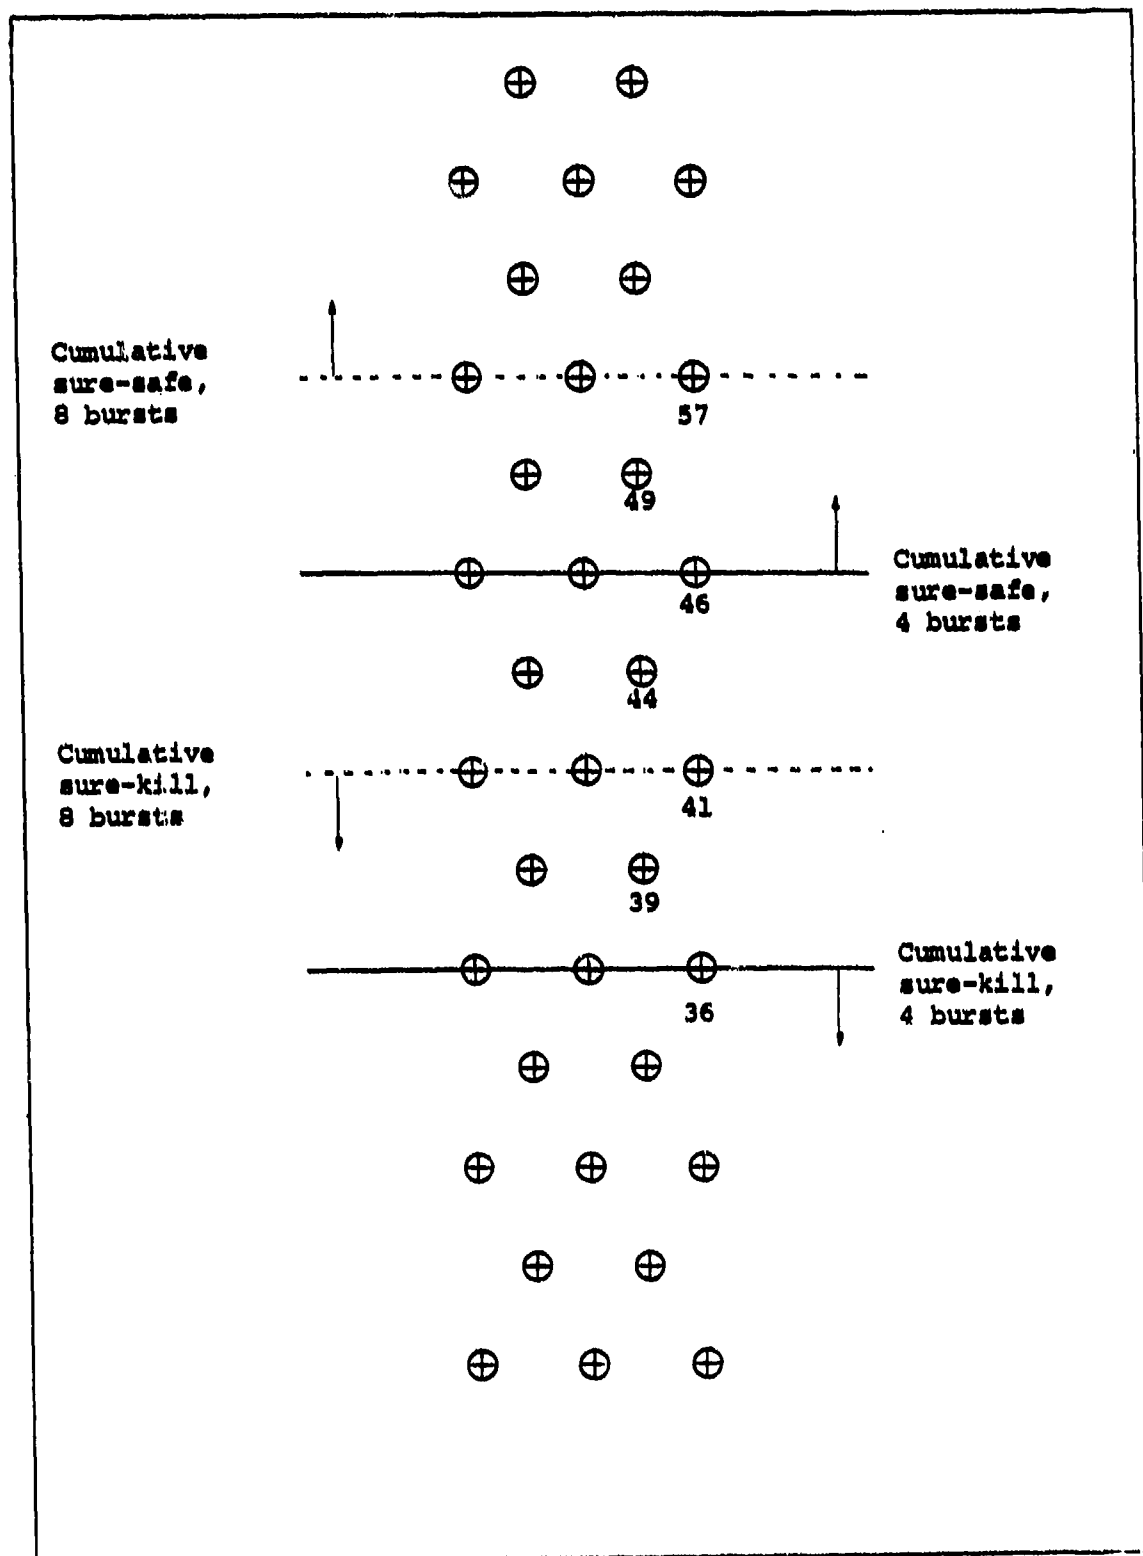 Cumulative
sure-safe,
8 bursts
57
49
Cumulative
sure-safe,
4 bursts
46
44
Cumulative
sure-kill,
8 bursts
41
39
Cumulative
sure-kill,
4 bursts
36